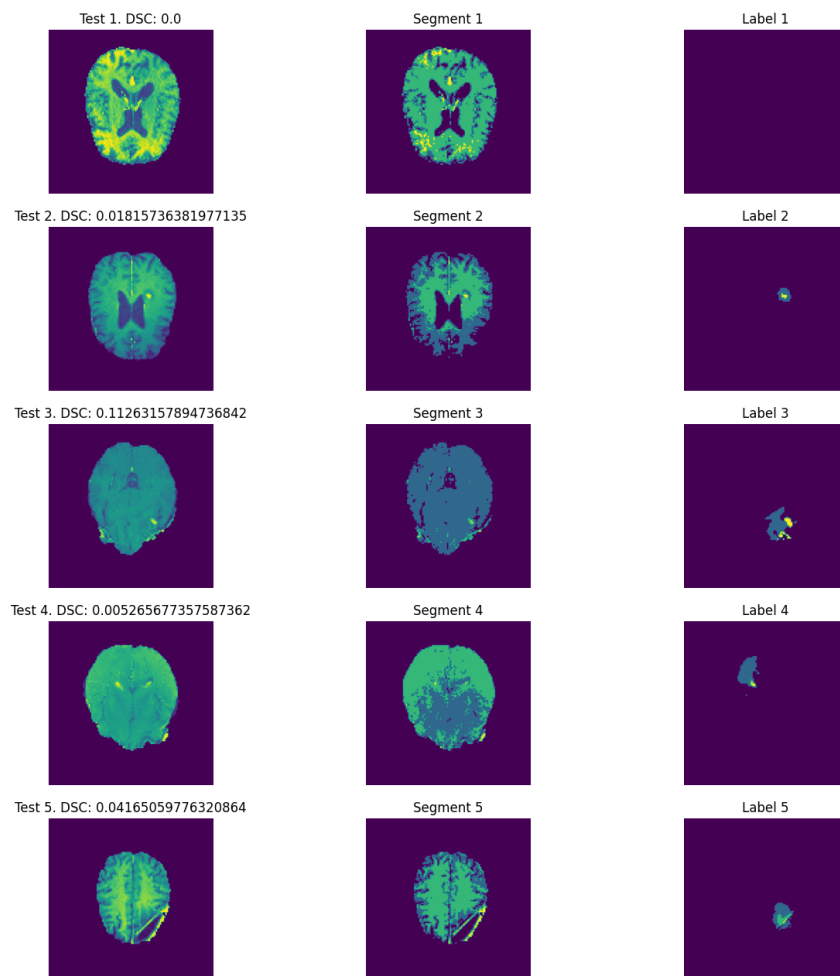 Test 1. DSC: 0.0
Segment 1
Label 1
Test 2. DSC: 0.01815736381977135
Segment 2
Label 2
Test 3. DSC: 0.11263157894736842
Segment 3
Label 3
Test 4. DSC: 0.005265677357587362
Segment 4
Label 4
Test 5. DSC: 0.04165059776320864
Segment 5
Label 5